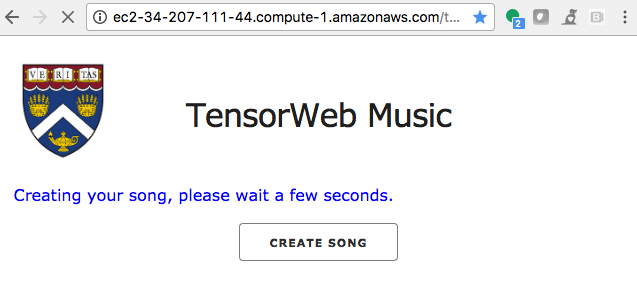 ec2-34-207-111-44.compute-1.amazonaws.com/t...
2
B
VE RI TAS
TensorWeb Music
Creating your song, please wait a few seconds.
CREATE SONG